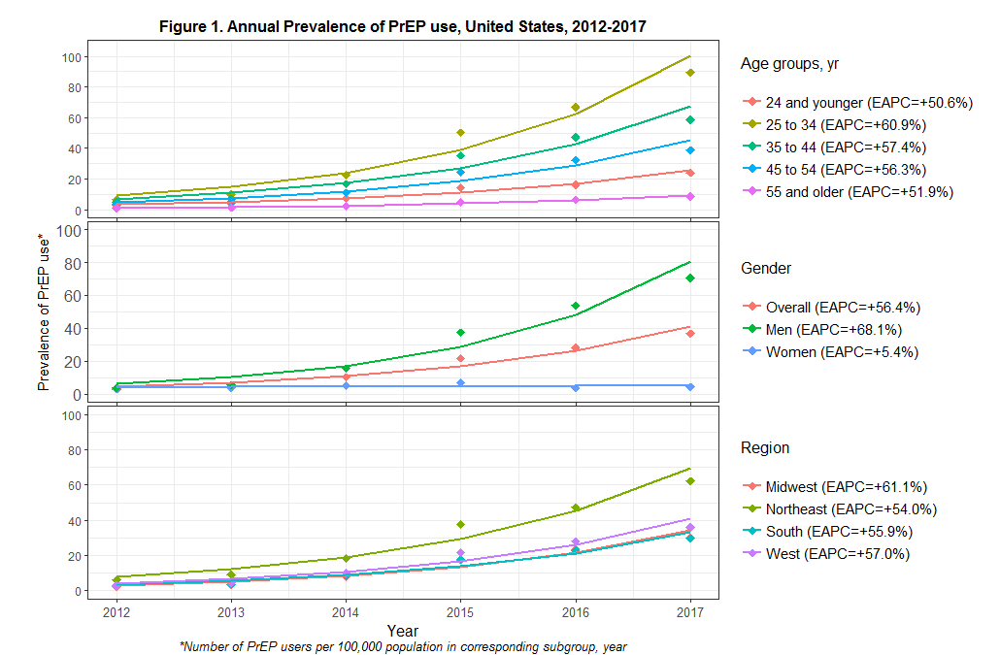 Figure 1. Annual Prevalence of PrEP use, United States, 2012-2017
Prevalence of PrEP use*
100
80
60
40
20
0
Age groups, yr
24 and younger (EAPC=+50.6%)
25 to 34 (EAPC=+60.9%)
35 to 44 (EAPC=+57.4%)
45 to 54 (EAPC=+56.3%)
55 and older (EAPC=+51.9%)
100
80
60
40
20
0
Gender
Overall (EAPC=+56.4%)
Men (EAPC=+68.1%)
Women (EAPC=+5.4%)
100
80
60
40
20
0
Region
Midwest (EAPC=+61.1%)
Northeast (EAPC=+54.0%)
South (EAPC=+55.9%)
West (EAPC=+57.0%)
2012 2013 2014 2015 2016 2017
Year
*Number of PrEP users per 100,000 population in corresponding subgroup, year